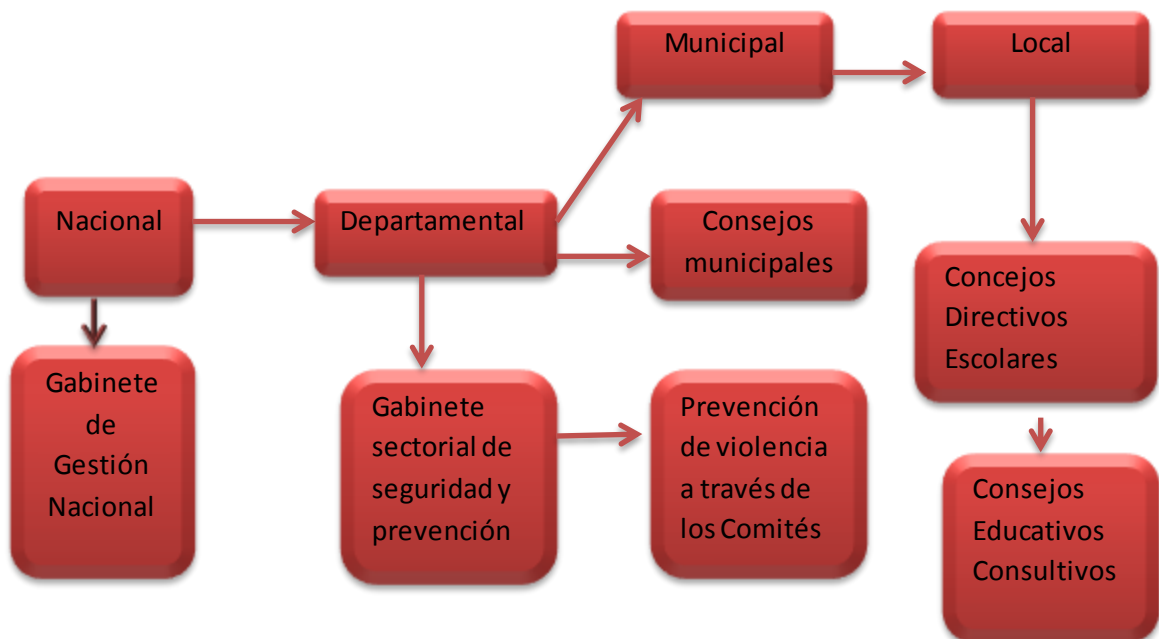 Municipal
Local
Nacional
Departamental
Consejos
municipales
Concejos
Directivos
Escolares
Gabinete
de
Gestión
Nacional
Gabinete
sectorial de
seguridad y
prevención
Prevención
de violencia
a través de
los Comités
Consejos
Educativos
Consultivos